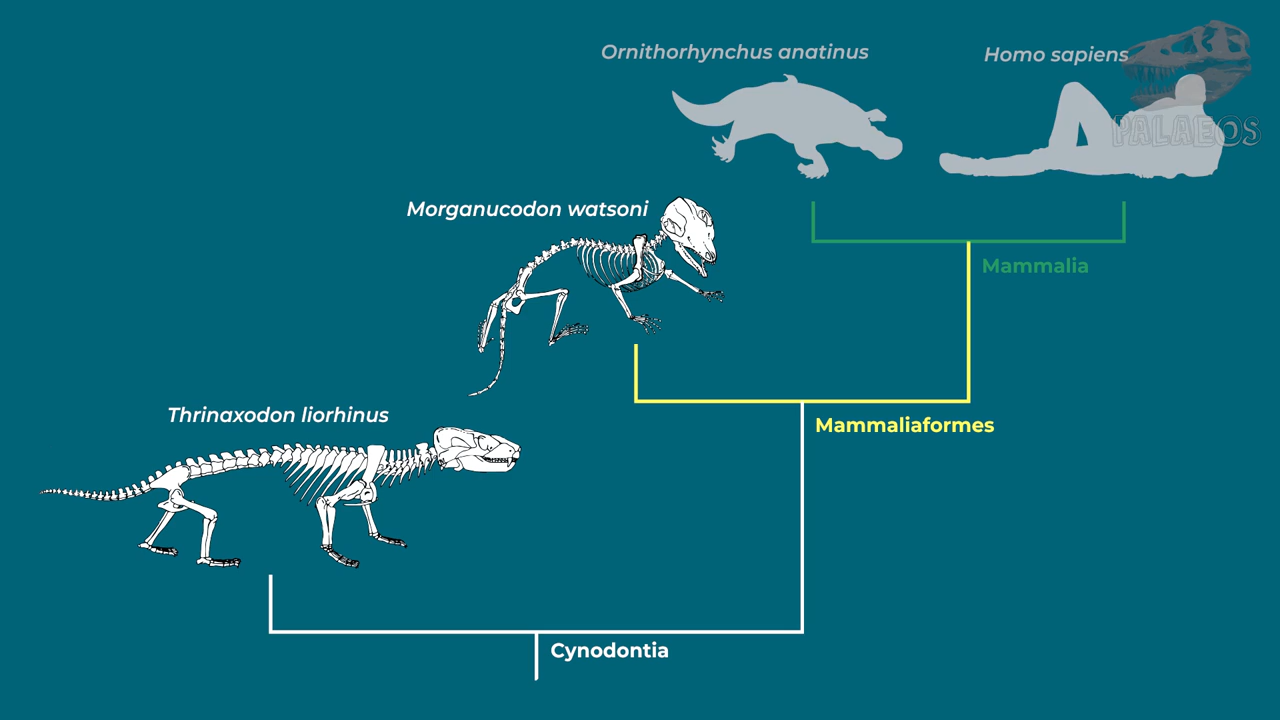 Ornithorhynchus anatinus
Homo sapiens
PALAEOS
Morganucodon watsoni
Mammalia
Thrinaxodon liorhinus
Mammaliaformes
Cynodontia